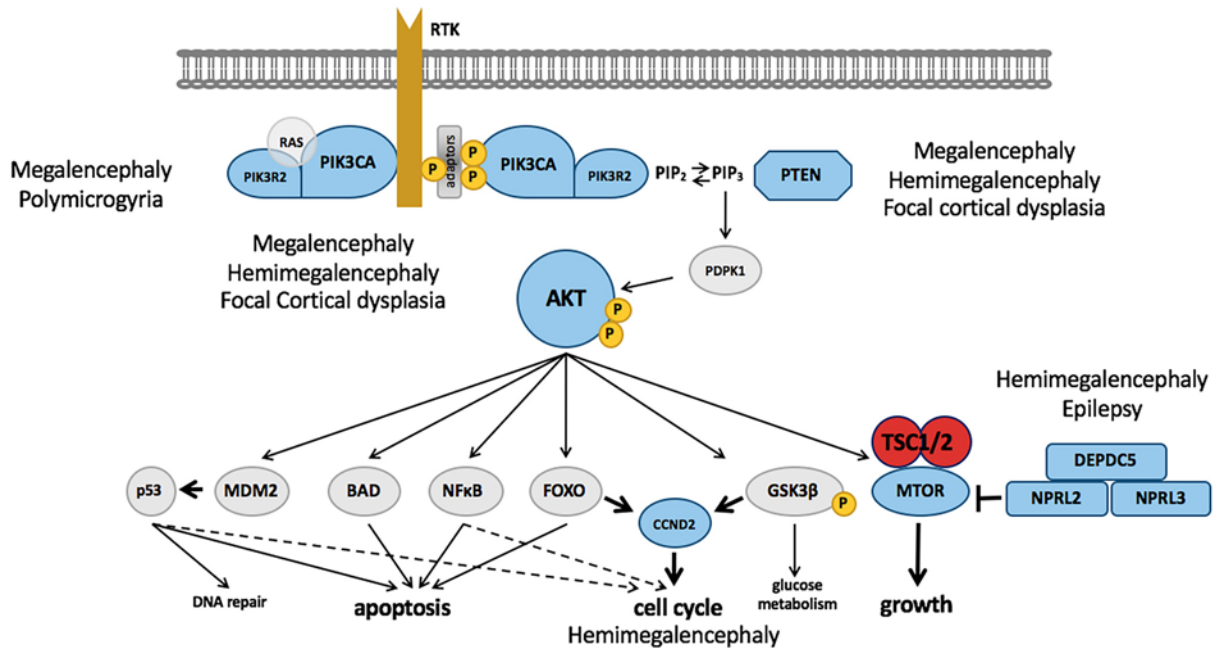 RTK
RAS
PIK3CA
PIK3R2
P
adaptors
P
P
PIK3CA
PIK3R2
PIP2 PIP3
PTEN
Megalencephaly
Polymicrogyria
Megalencephaly
Hemimegalencephaly
Focal cortical dysplasia
Megalencephaly
Hemimegalencephaly
Focal Cortical dysplasia
PDPK1
AKT
P
P
Hemimegalencephaly
Epilepsy
TSC1/2
DEPDC5
NPRL2
NPRL3
p53
MDM2
BAD
NFκB
FOXO
CCND2
GSK3β
P
MTOR
DNA repair
apoptosis
cell cycle
Hemimegalencephaly
glucose
metabolism
growth